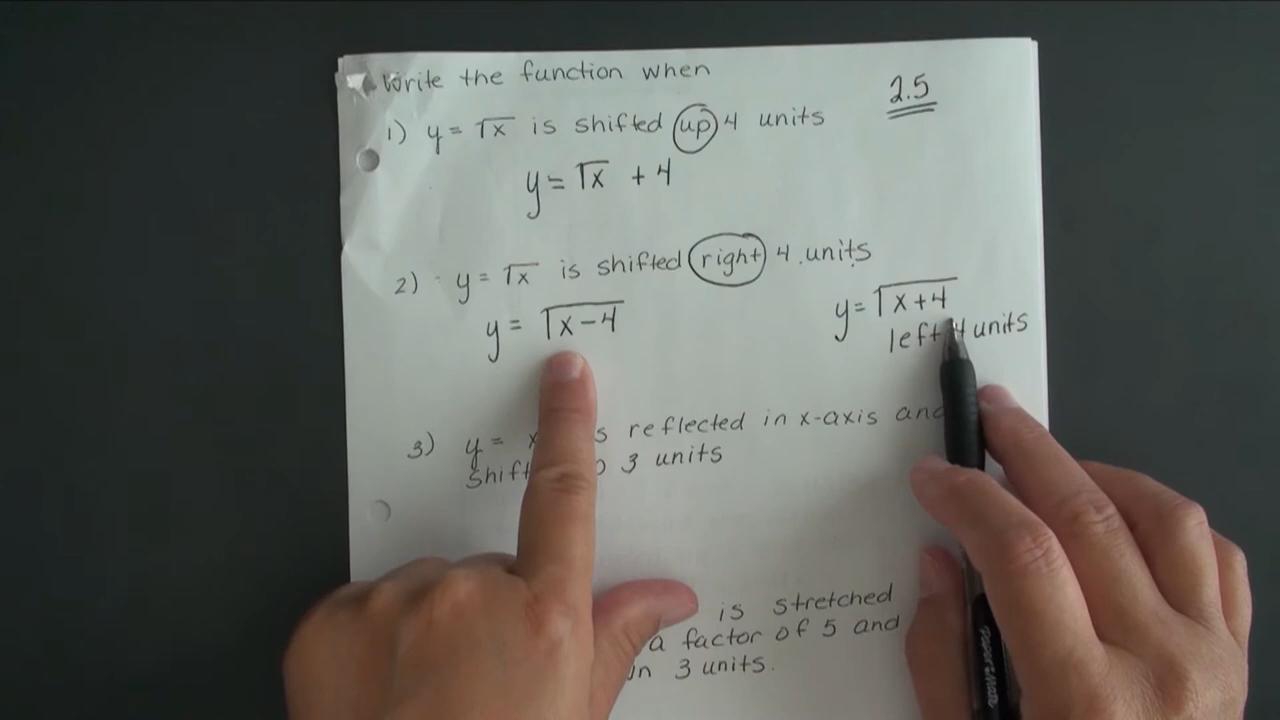 Write the function when
2.5
1) y = √x is shifted up 4 units
y = √x + 4
2) y = √x is shifted right 4 units
y = √x-4
y = √x+4
left 4 units
3) y = x reflected in x-axis and
shift 3 units
is stretched
a factor of 5 and
3 units.
PaperMate